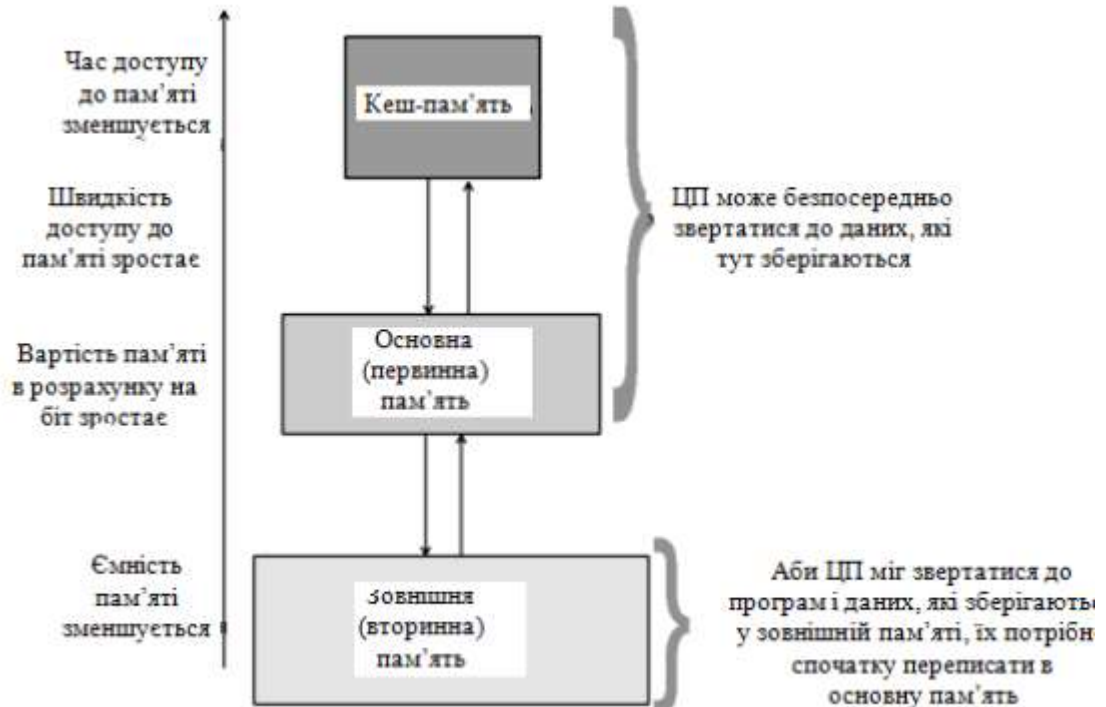 Час доступу
до пам’яті
зменшується
Швидкість
доступу до
пам’яті зростає
Вартість пам’яті
в розрахунку на
біт зростає
Ємність
пам’яті
зменшується
Кеш-пам’ять
Основна
(первинна)
пам’ять
Зовнішня
(вторинна)
пам’ять
ЦП може безпосередньо
звертатися до даних, які
тут зберігаються
Аби ЦП міг звертатися до
програм і даних, які зберігаютьс
у зовнішній пам’яті, їх потрібн
спочатку переписати в
основну пам’ять